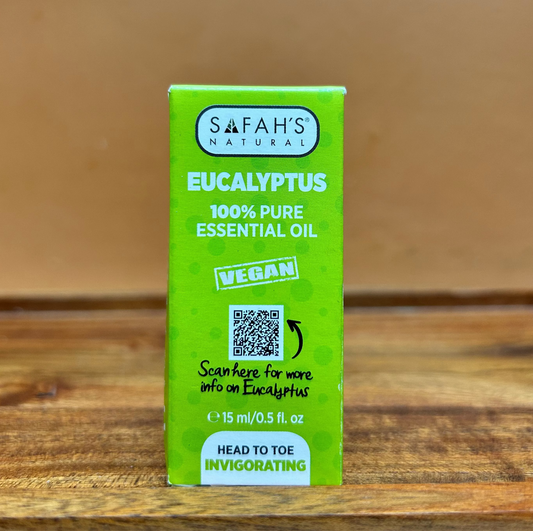 SAFAH'S®
NATURAL
EUCALYPTUS
100% PURE
ESSENTIAL OIL
VEGAN
Scan here for more
info on Eucalyptus
℮ 15 ml/0.5 fl. oz
HEAD TO TOE
INVIGORATING